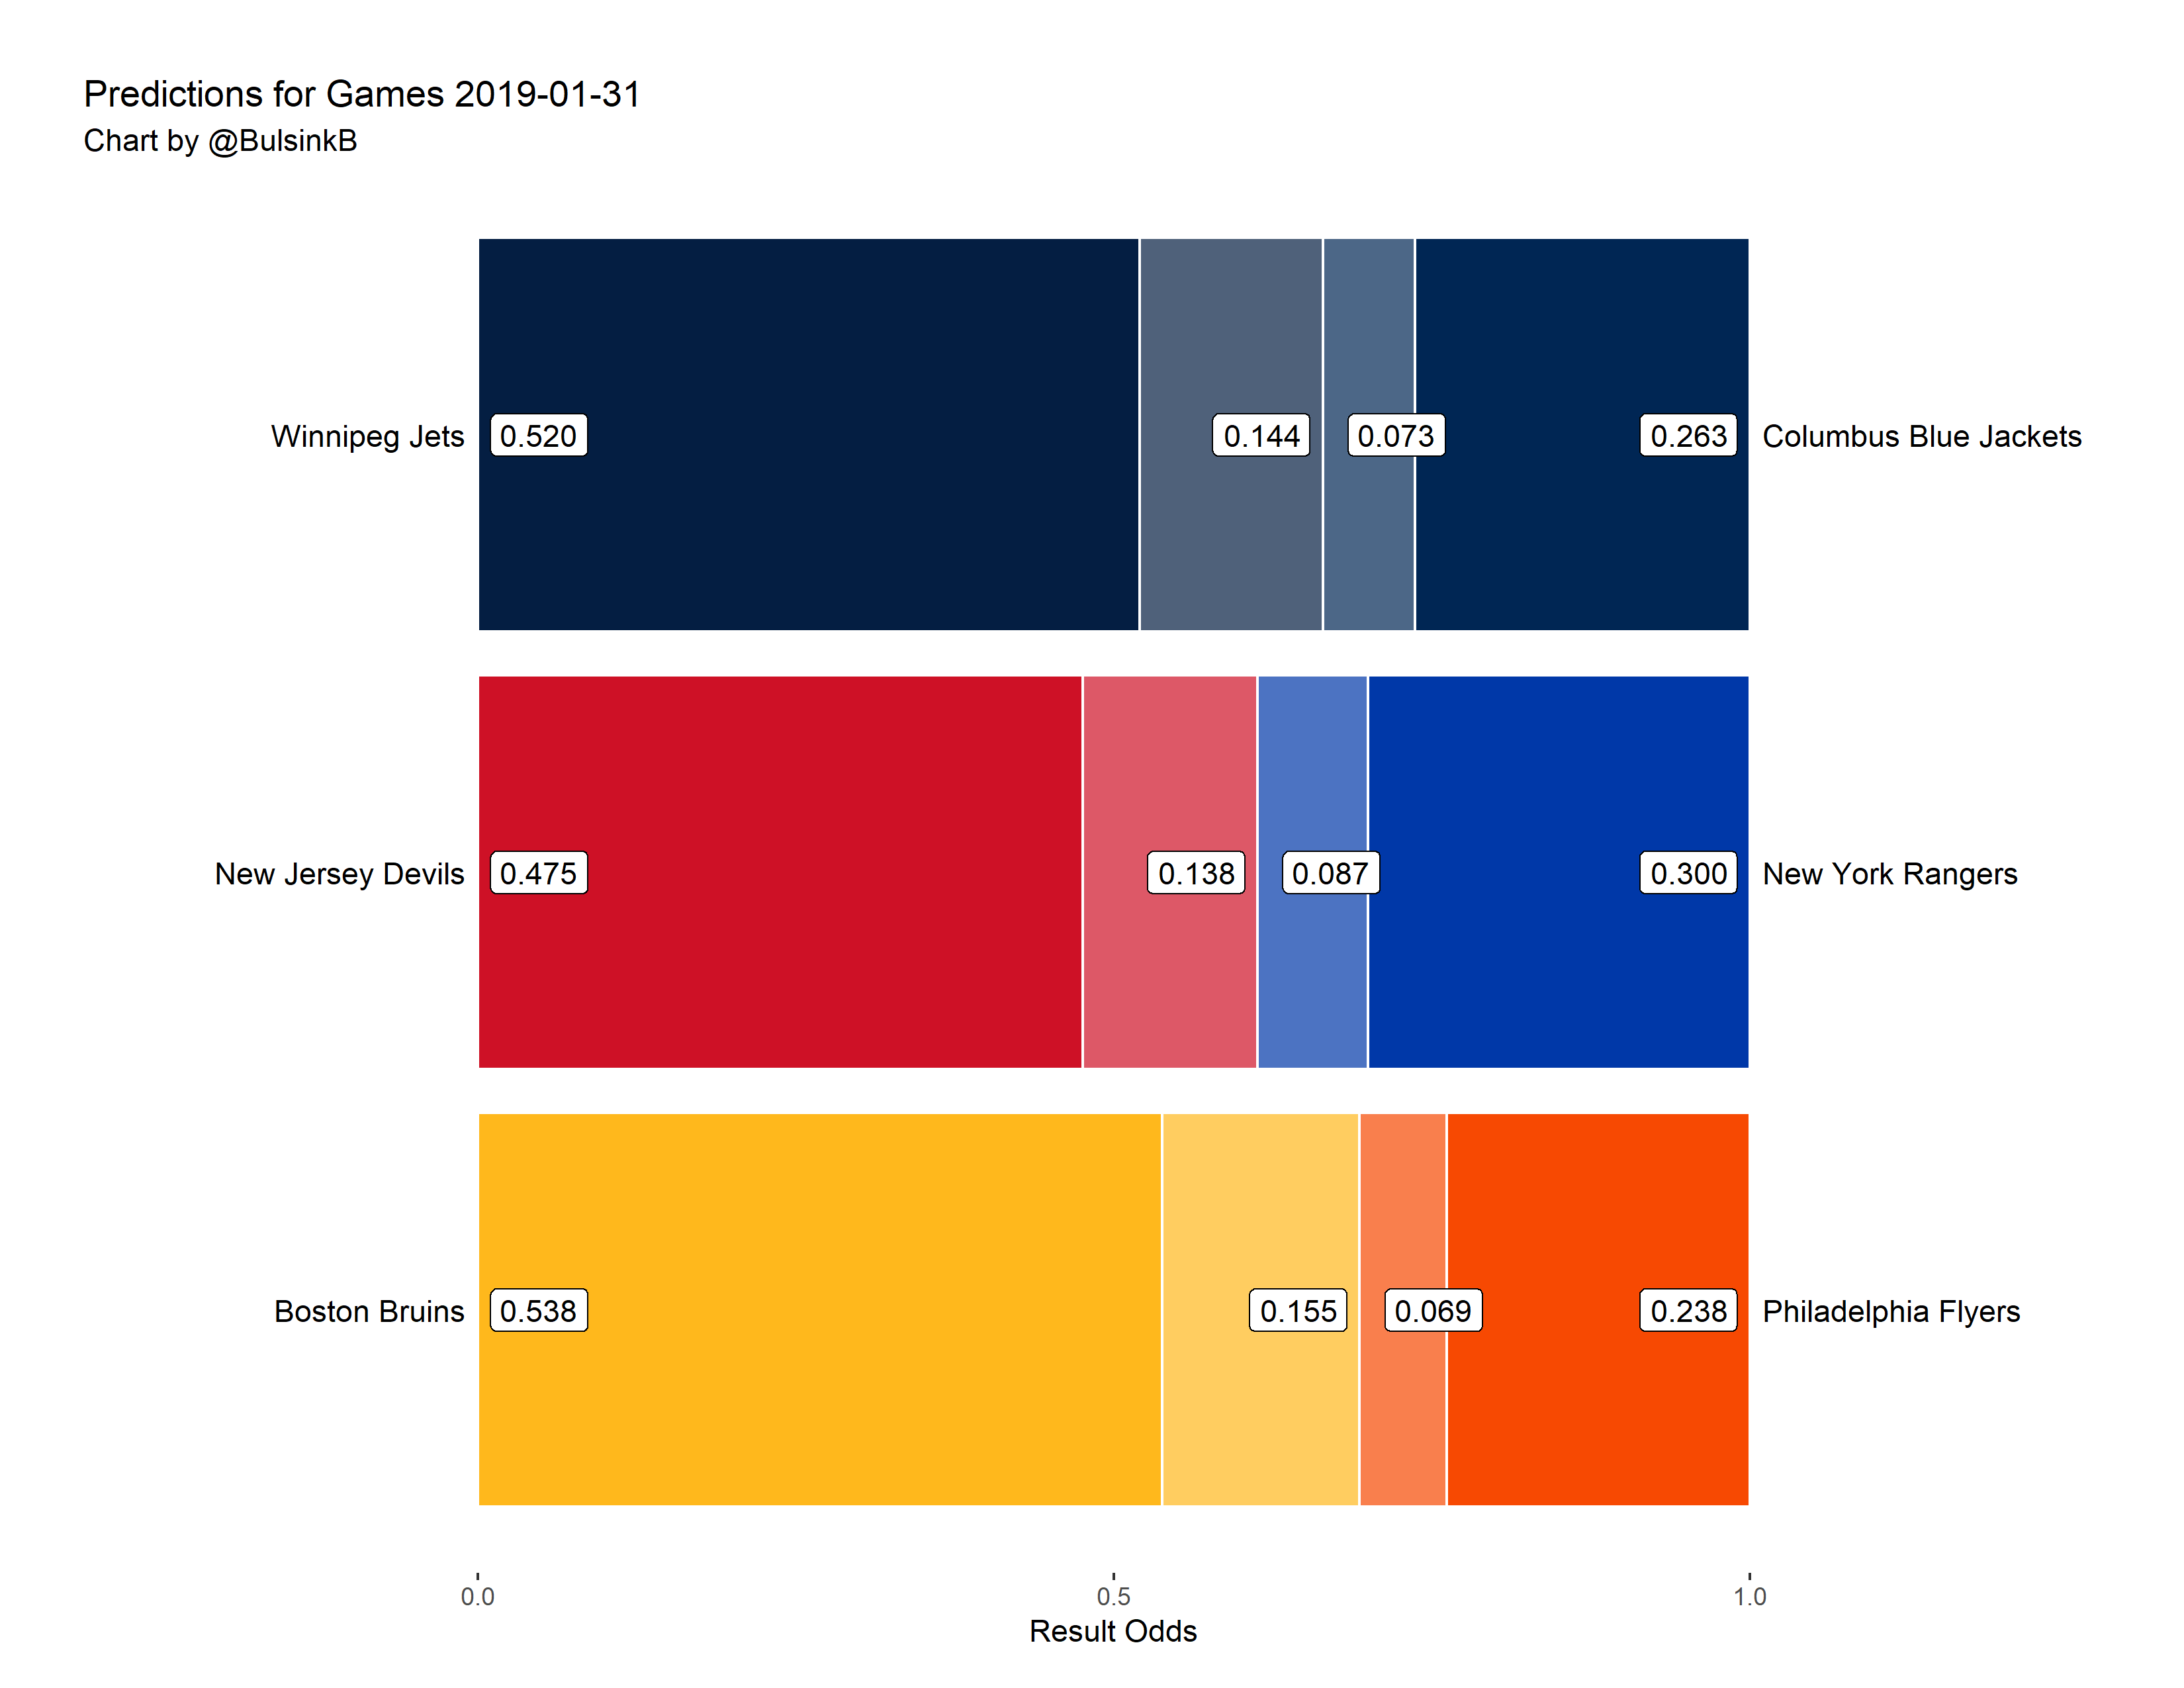 Predictions for Games 2019-01-31
Chart by @BulsinkB
Winnipeg Jets 0.520 0.144 0.073 0.263 Columbus Blue Jackets
New Jersey Devils 0.475 0.138 0.087 0.300 New York Rangers
Boston Bruins 0.538 0.155 0.069 0.238 Philadelphia Flyers
0.0 0.5 1.0
Result Odds